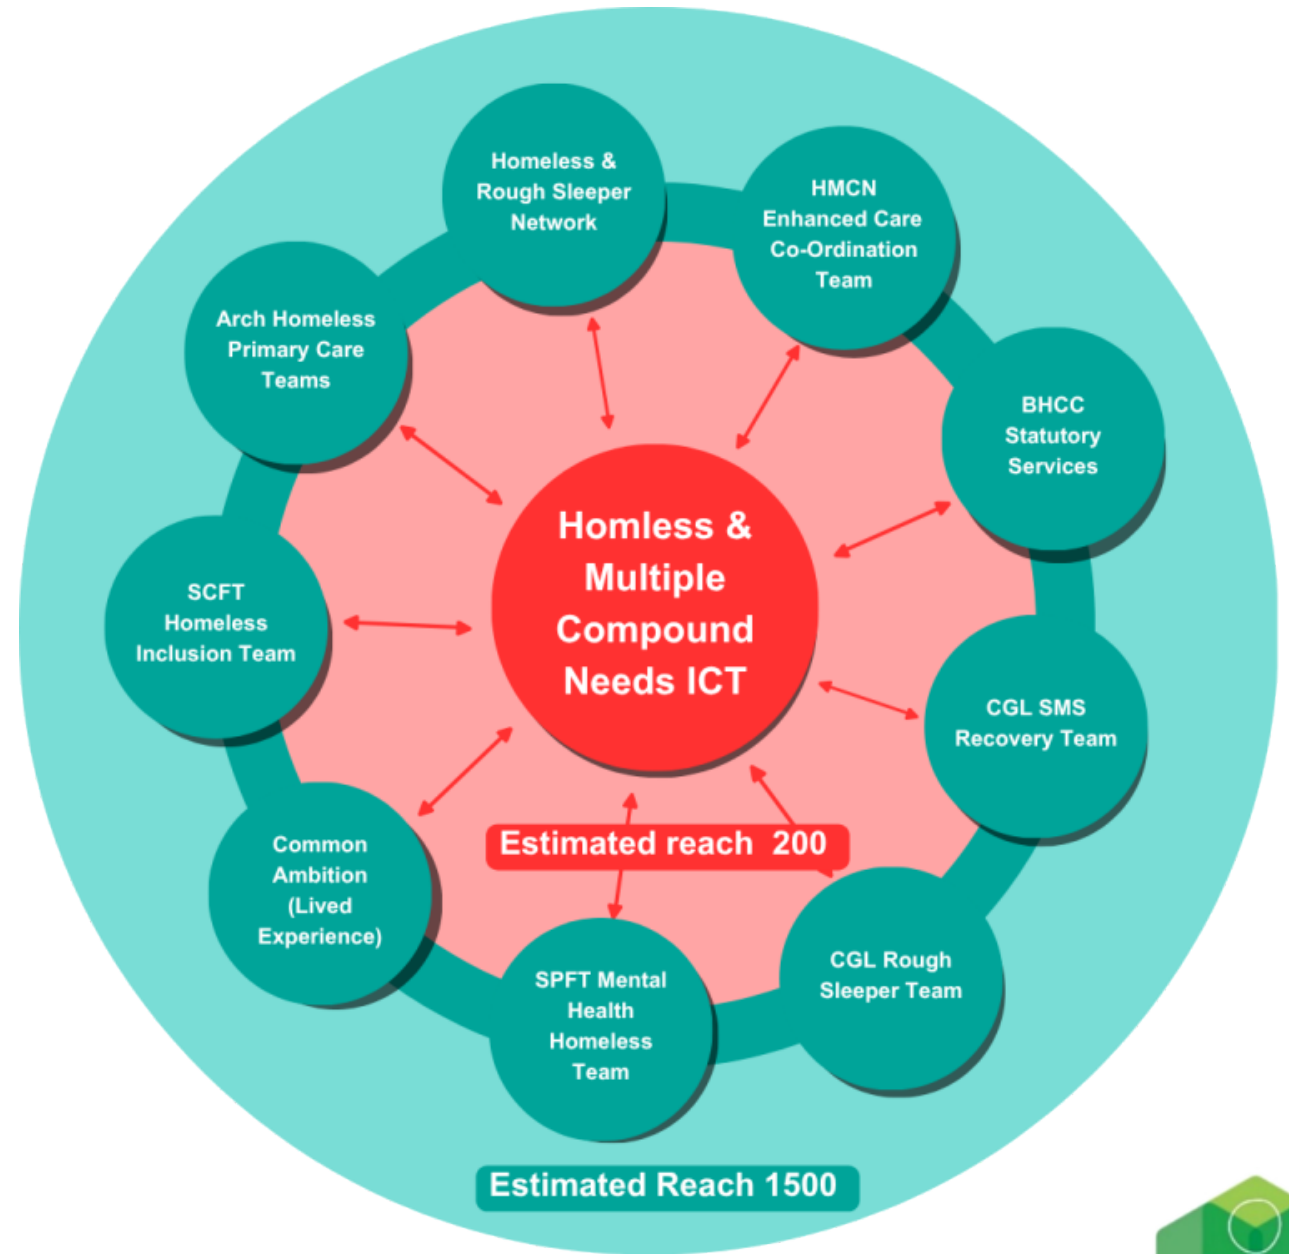 Homeless &
Rough Sleeper
Network
HMCN
Enhanced Care
Co-Ordination
Team
Arch Homeless
Primary Care
Teams
BHCC
Statutory
Services
Homless &
Multiple
Compound
Needs ICT
SCFT
Homeless
Inclusion Team
CGL SMS
Recovery Team
Estimated reach  200
Common
Ambition
(Lived
Experience)
CGL Rough
Sleeper Team
SPFT Mental
Health
Homeless
Team
Estimated Reach 1500